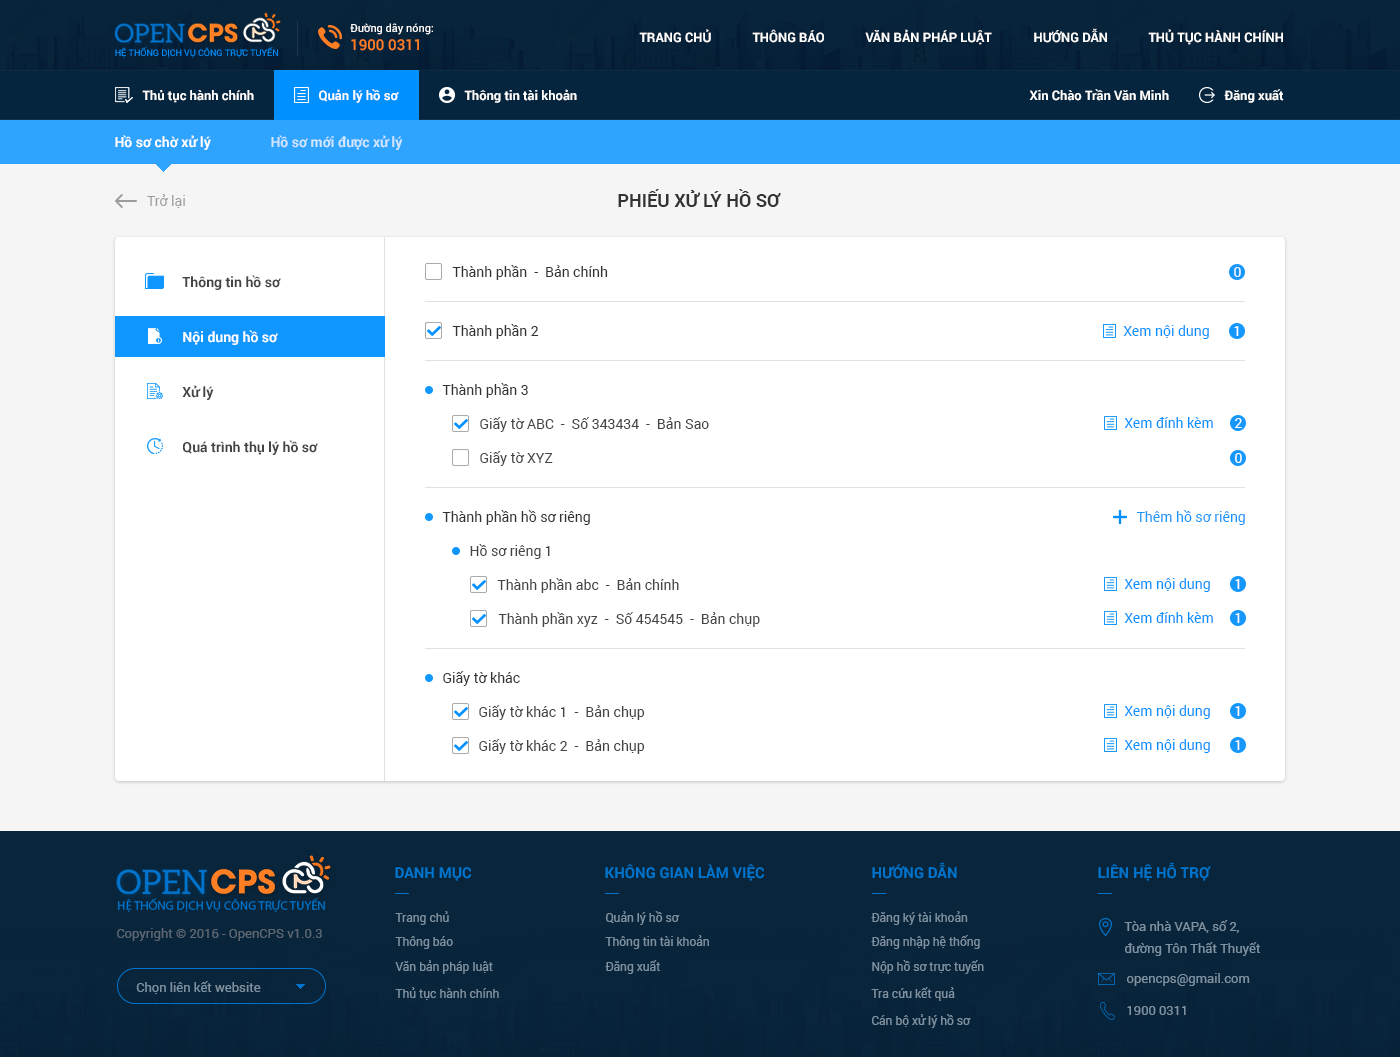 OPENCPS
HỆ THỐNG DỊCH VỤ CÔNG TRỰC TUYẾN
Đường dây nóng:
1900 0311
TRANG CHỦ
THÔNG BÁO
VĂN BẢN PHÁP LUẬT
HƯỚNG DẪN
THỦ TỤC HÀNH CHÍNH
Thủ tục hành chính
Quản lý hồ sơ
Thông tin tài khoản
Xin Chào Trần Văn Minh
Đăng xuất
Hồ sơ chờ xử lý
Hồ sơ mới được xử lý
Trở lại
PHIẾU XỬ LÝ HỒ SƠ
Thông tin hồ sơ
Nội dung hồ sơ
Xử lý
Quá trình thụ lý hồ sơ
Thành phần - Bản chính
0
Thành phần 2
Xem nội dung
1
Thành phần 3
Giấy tờ ABC - Số 343434 - Bản Sao
Xem đính kèm
2
Giấy tờ XYZ
0
Thành phần hồ sơ riêng
Thêm hồ sơ riêng
Hồ sơ riêng 1
Thành phần abc - Bản chính
Xem nội dung
1
Thành phần xyz - Số 454545 - Bản chụp
Xem đính kèm
1
Giấy tờ khác
Giấy tờ khác 1 - Bản chụp
Xem nội dung
1
Giấy tờ khác 2 - Bản chụp
Xem nội dung
1
OPENCPS
HỆ THỐNG DỊCH VỤ CÔNG TRỰC TUYẾN
Copyright © 2016 - OpenCPS v1.0.3
Chọn liên kết website
DANH MỤC
Trang chủ
Thông báo
Văn bản pháp luật
Thủ tục hành chính
KHÔNG GIAN LÀM VIỆC
Quản lý hồ sơ
Thông tin tài khoản
Đăng xuất
HƯỚNG DẪN
Đăng ký tài khoản
Đăng nhập hệ thống
Nộp hồ sơ trực tuyến
Tra cứu kết quả
Cán bộ xử lý hồ sơ
LIÊN HỆ HỖ TRỢ
Tòa nhà VAPA, số 2,
đường Tôn Thất Thuyết
opencps@gmail.com
1900 0311